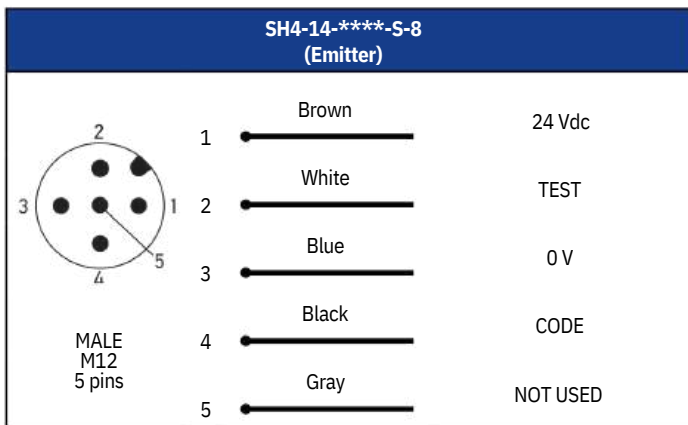 SH4-14-****-S-8
(Emitter)
2
3
1
5
4
MALE
M12
5 pins
1 Brown 24 Vdc
2 White TEST
3 Blue 0 V
4 Black CODE
5 Gray NOT USED